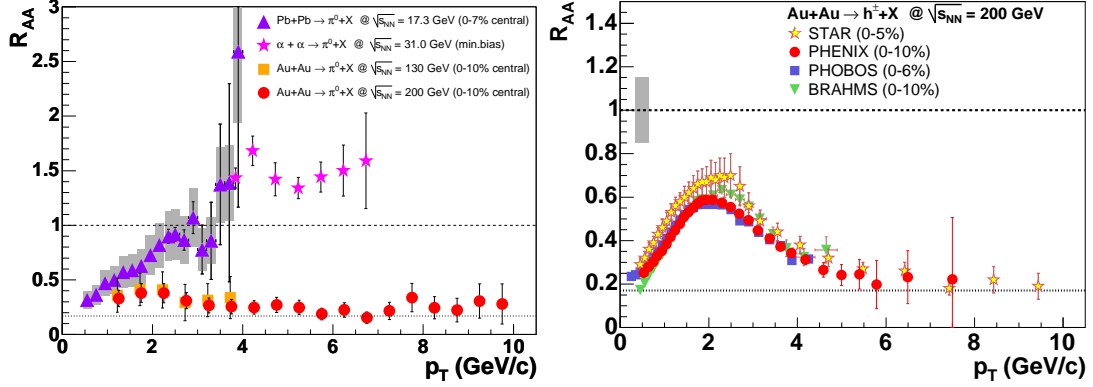 R_AA
3
2.5
2
1.5
1
0.5
0
0 2 4 6 8 10
p_T (GeV/c)
Pb+Pb → π⁰+X @ √s_NN = 17.3 GeV (0-7% central)
α + α → π⁰+X @ √s_NN = 31.0 GeV (min.bias)
Au+Au → π⁰+X @ √s_NN = 130 GeV (0-10% central)
Au+Au → π⁰+X @ √s_NN = 200 GeV (0-10% central)
R_AA
1.4
1.2
1
0.8
0.6
0.4
0.2
0
0 2 4 6 8 10
p_T (GeV/c)
Au+Au → h^±+X @ √s_NN = 200 GeV
STAR (0-5%)
PHENIX (0-10%)
PHOBOS (0-6%)
BRAHMS (0-10%)